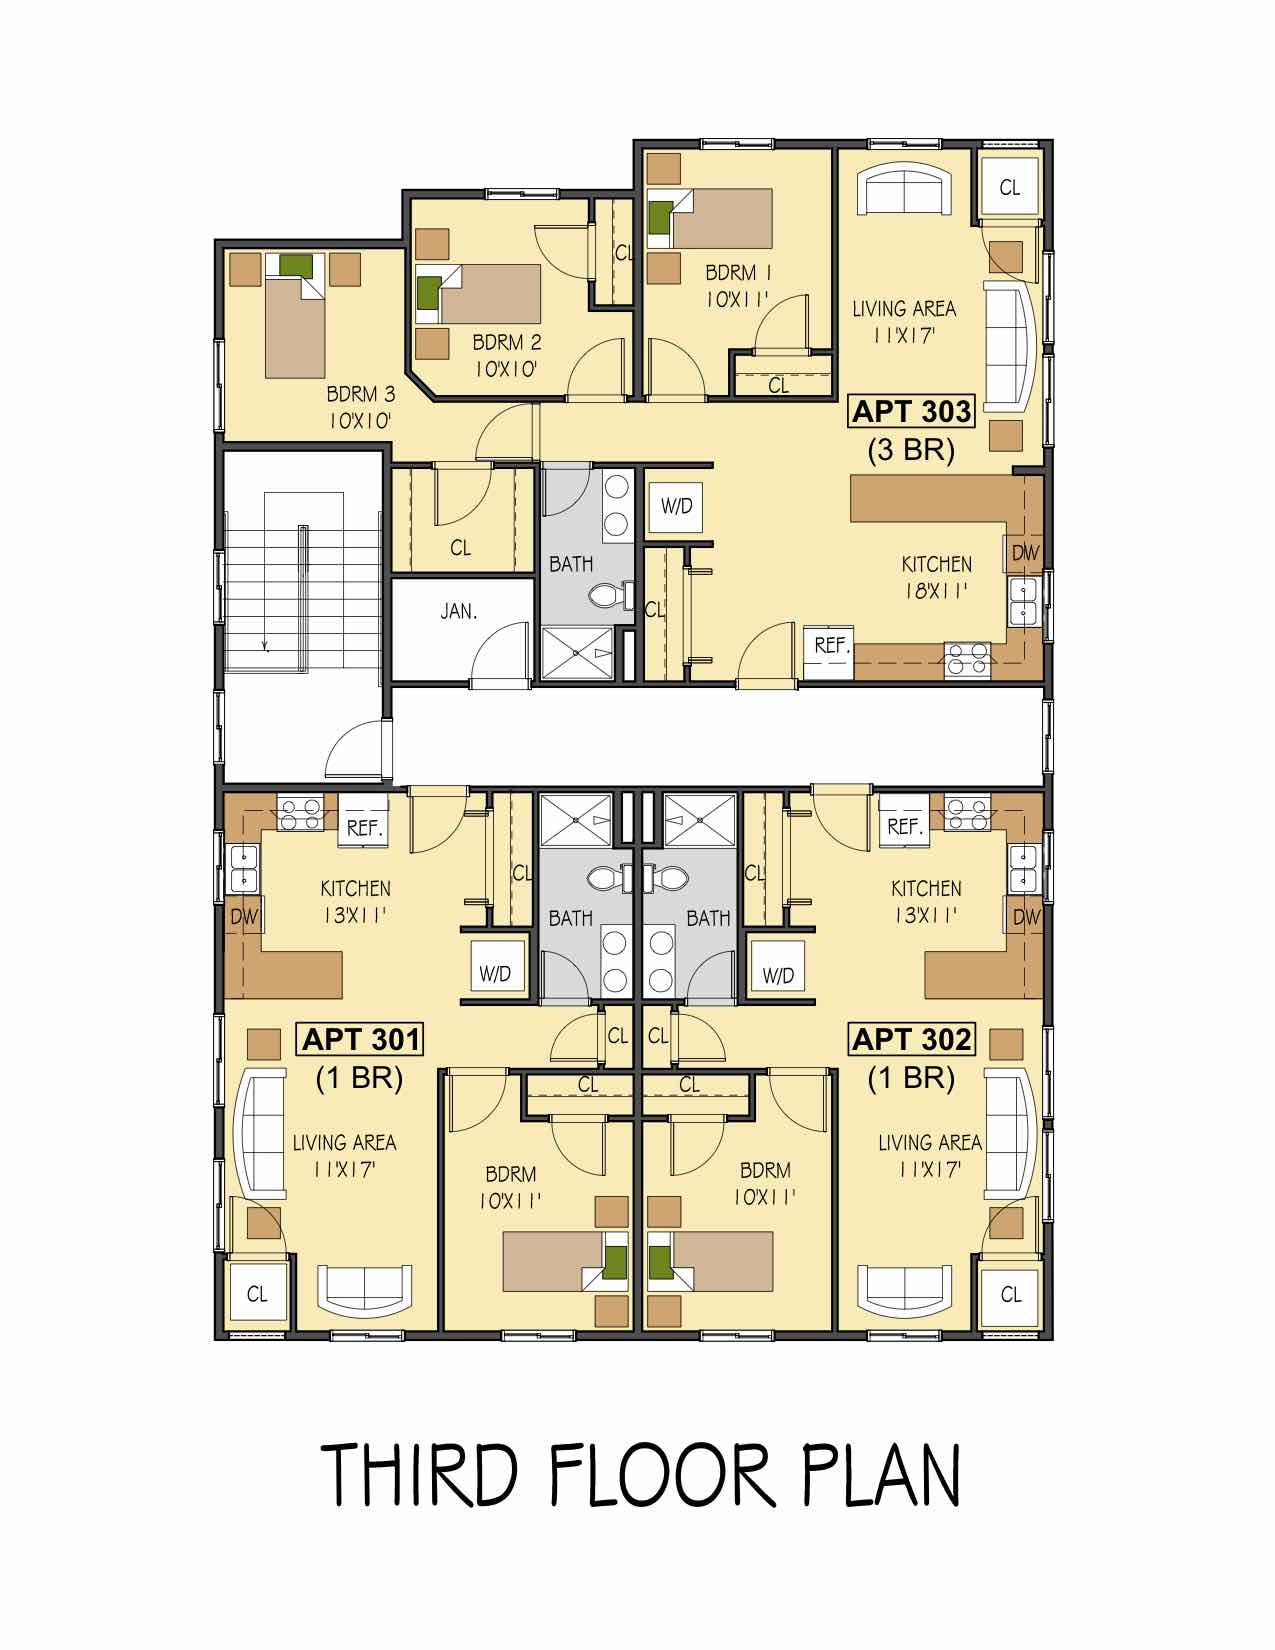 CL
CL
BDRM 1
10'X11'
LIVING AREA
11'X17'
BDRM 2
10'X10'
CL
BDRM 3
10'X10'
APT 303
(3 BR)
W/D
CL
BATH
KITCHEN
18'X11'
DW
JAN.
CL
REF.
REF.
KITCHEN
13'X11'
DW
CL
BATH
W/D
BATH
CL
W/D
REF.
KITCHEN
13'X11'
DW
APT 301
(1 BR)
CL
CL
APT 302
(1 BR)
CL
CL
LIVING AREA
11'X17'
BDRM
10'X11'
BDRM
10'X11'
LIVING AREA
11'X17'
CL
CL
THIRD FLOOR PLAN